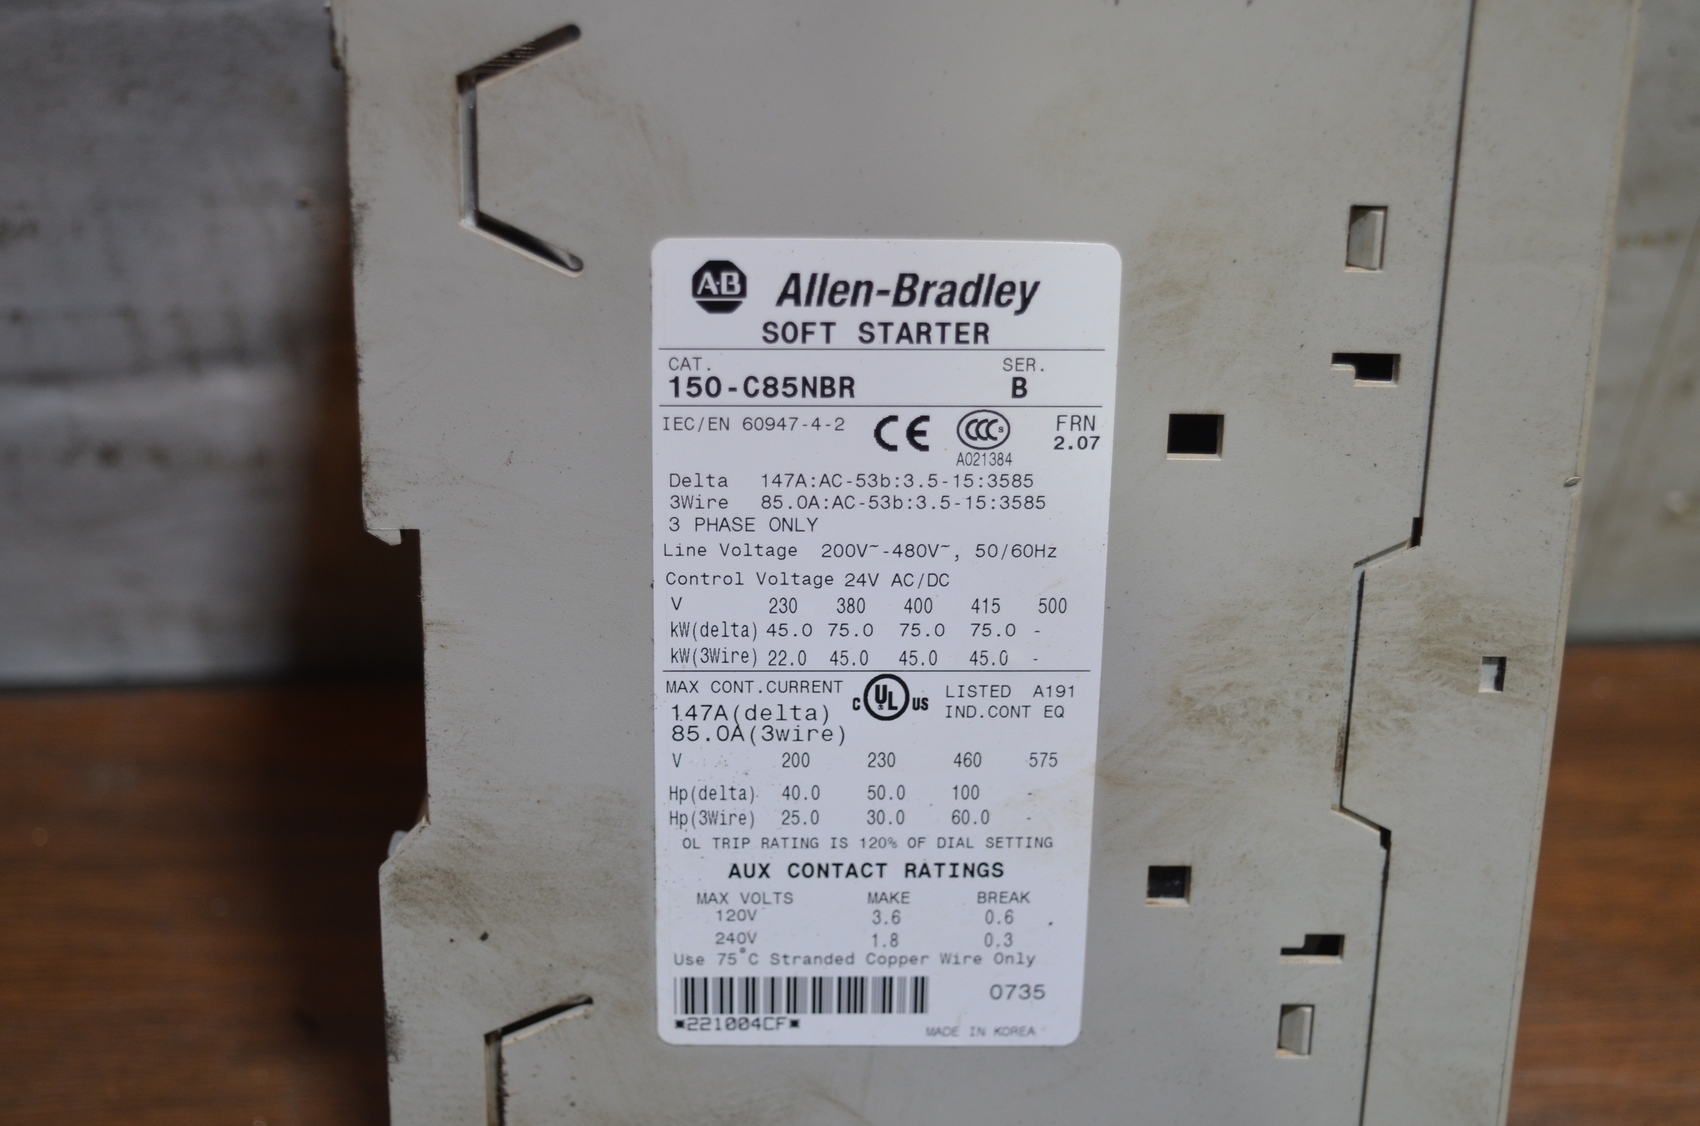 A-B Allen-Bradley
SOFT STARTER
CAT. SER.
150-C85NBR B
IEC/EN 60947-4-2 CE CCC S FRN
A021384 2.07
Delta 147A:AC-53b:3.5-15:3585
3Wire 85.0A:AC-53b:3.5-15:3585
3 PHASE ONLY
Line Voltage 200V~-480V~, 50/60Hz
Control Voltage 24V AC/DC
V 230 380 400 415 500
kW(delta) 45.0 75.0 75.0 75.0 -
kW(3Wire) 22.0 45.0 45.0 45.0 -
MAX CONT.CURRENT C UL US LISTED A191
147A(delta) IND.CONT EQ
85.0A(3wire)
V 200 230 460 575
Hp(delta) 40.0 50.0 100 -
Hp(3Wire) 25.0 30.0 60.0 -
OL TRIP RATING IS 120% OF DIAL SETTING
AUX CONTACT RATINGS
MAX VOLTS MAKE BREAK
120V 3.6 0.6
240V 1.8 0.3
Use 75°C Stranded Copper Wire Only
0735
*221004CF*
MADE IN KOREA